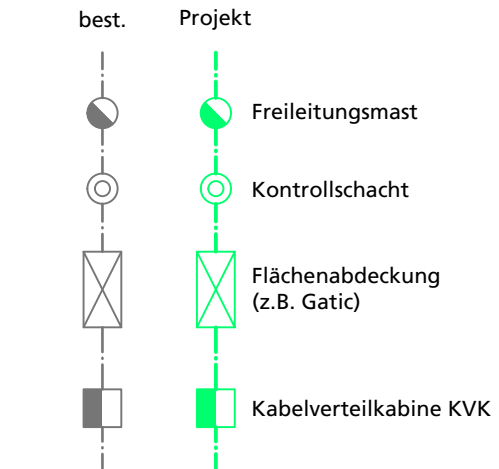 best. Projekt
Freileitungsmast
Kontrollschacht
Flächenabdeckung
(z.B. Gatic)
Kabelverteilkabine KVK